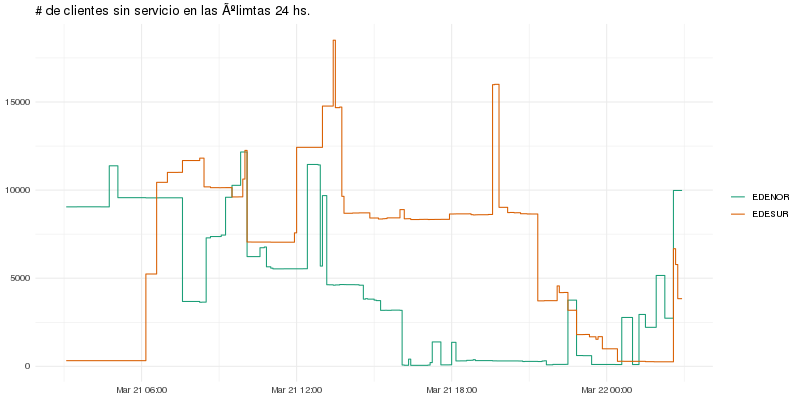 # de clientes sin servicio en las Ãºlimtas 24 hs.
15000
10000
5000
0
Mar 21 06:00
Mar 21 12:00
Mar 21 18:00
Mar 22 00:00
EDENOR
EDESUR